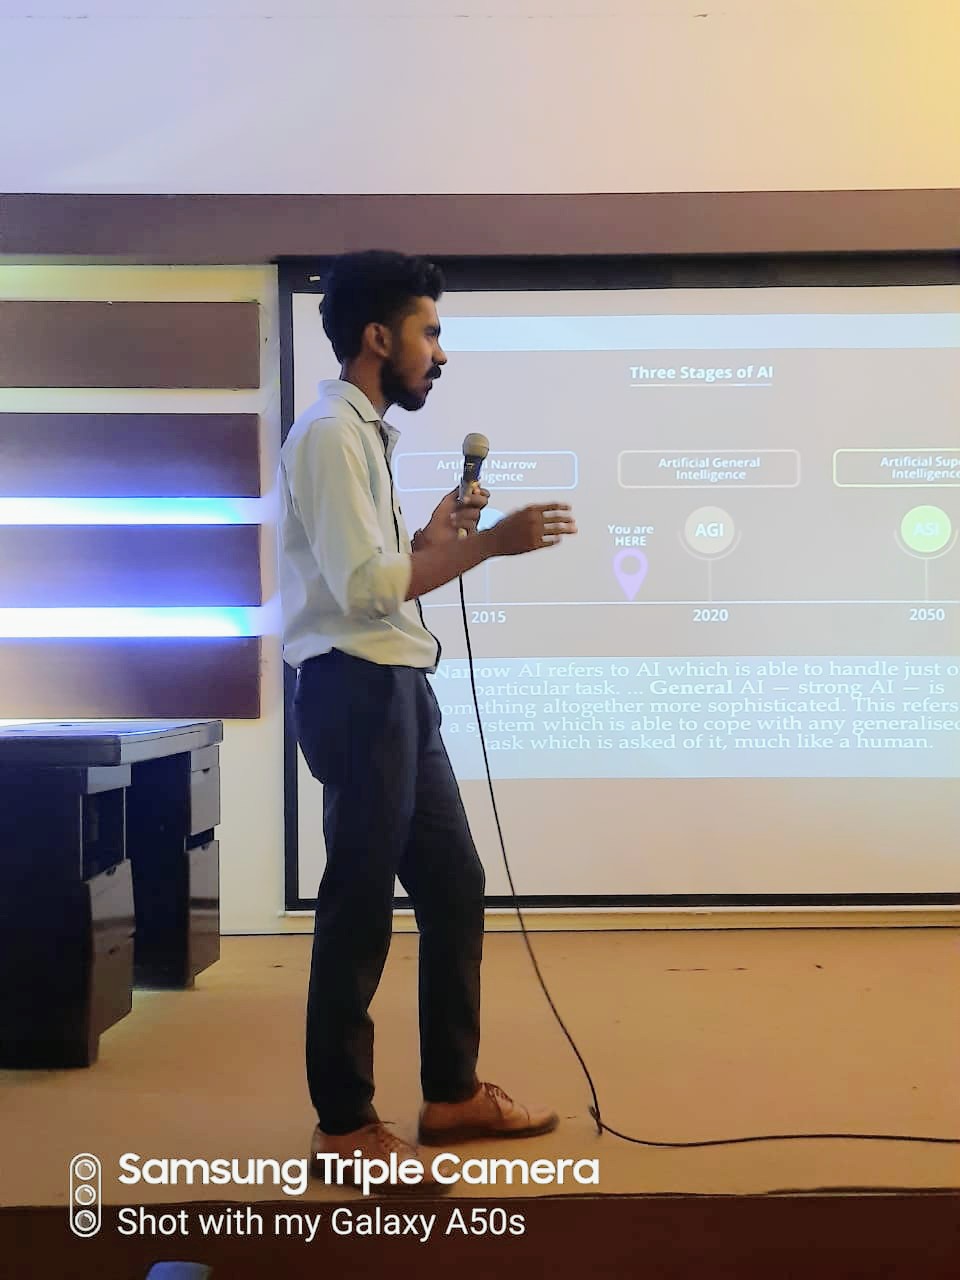 Three Stages of AI
Narrow
Artificial General
Intelligence
Artificial
Intelligence
You are
HERE
AGI
ASI
2015
2020
2050
Narrow AI refers to AI which is able to handle just
particular task. ... General AI — strong AI — is
something altogether more sophisticated. This refers
a system which is able to cope with any generalised
task which is asked of it, much like a human.
Samsung Triple Camera
Shot with my Galaxy A50s